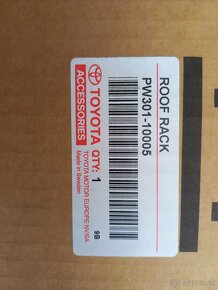 ROOF RACK
PW301-10005
TOYOTA QTY: 1
ACCESSORIES
TOYOTA MOTOR EUROPE NV/SA
Made in Sweden
9B